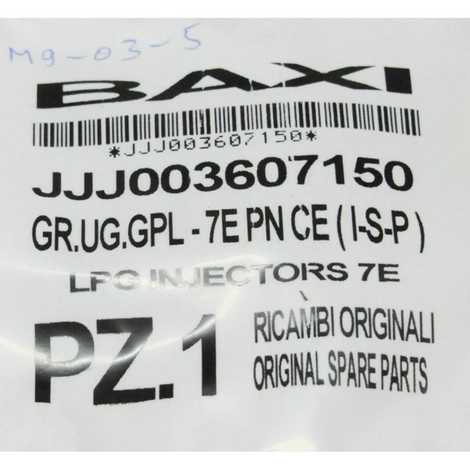 M9-03-5
BAXI
*JJJ003607150*
JJJ003607150
GR.UG.GPL - 7E PN CE ( I-S-P )
LPG INJECTORS 7E
PZ.1
RICAMBI ORIGINALI
ORIGINAL SPARE PARTS